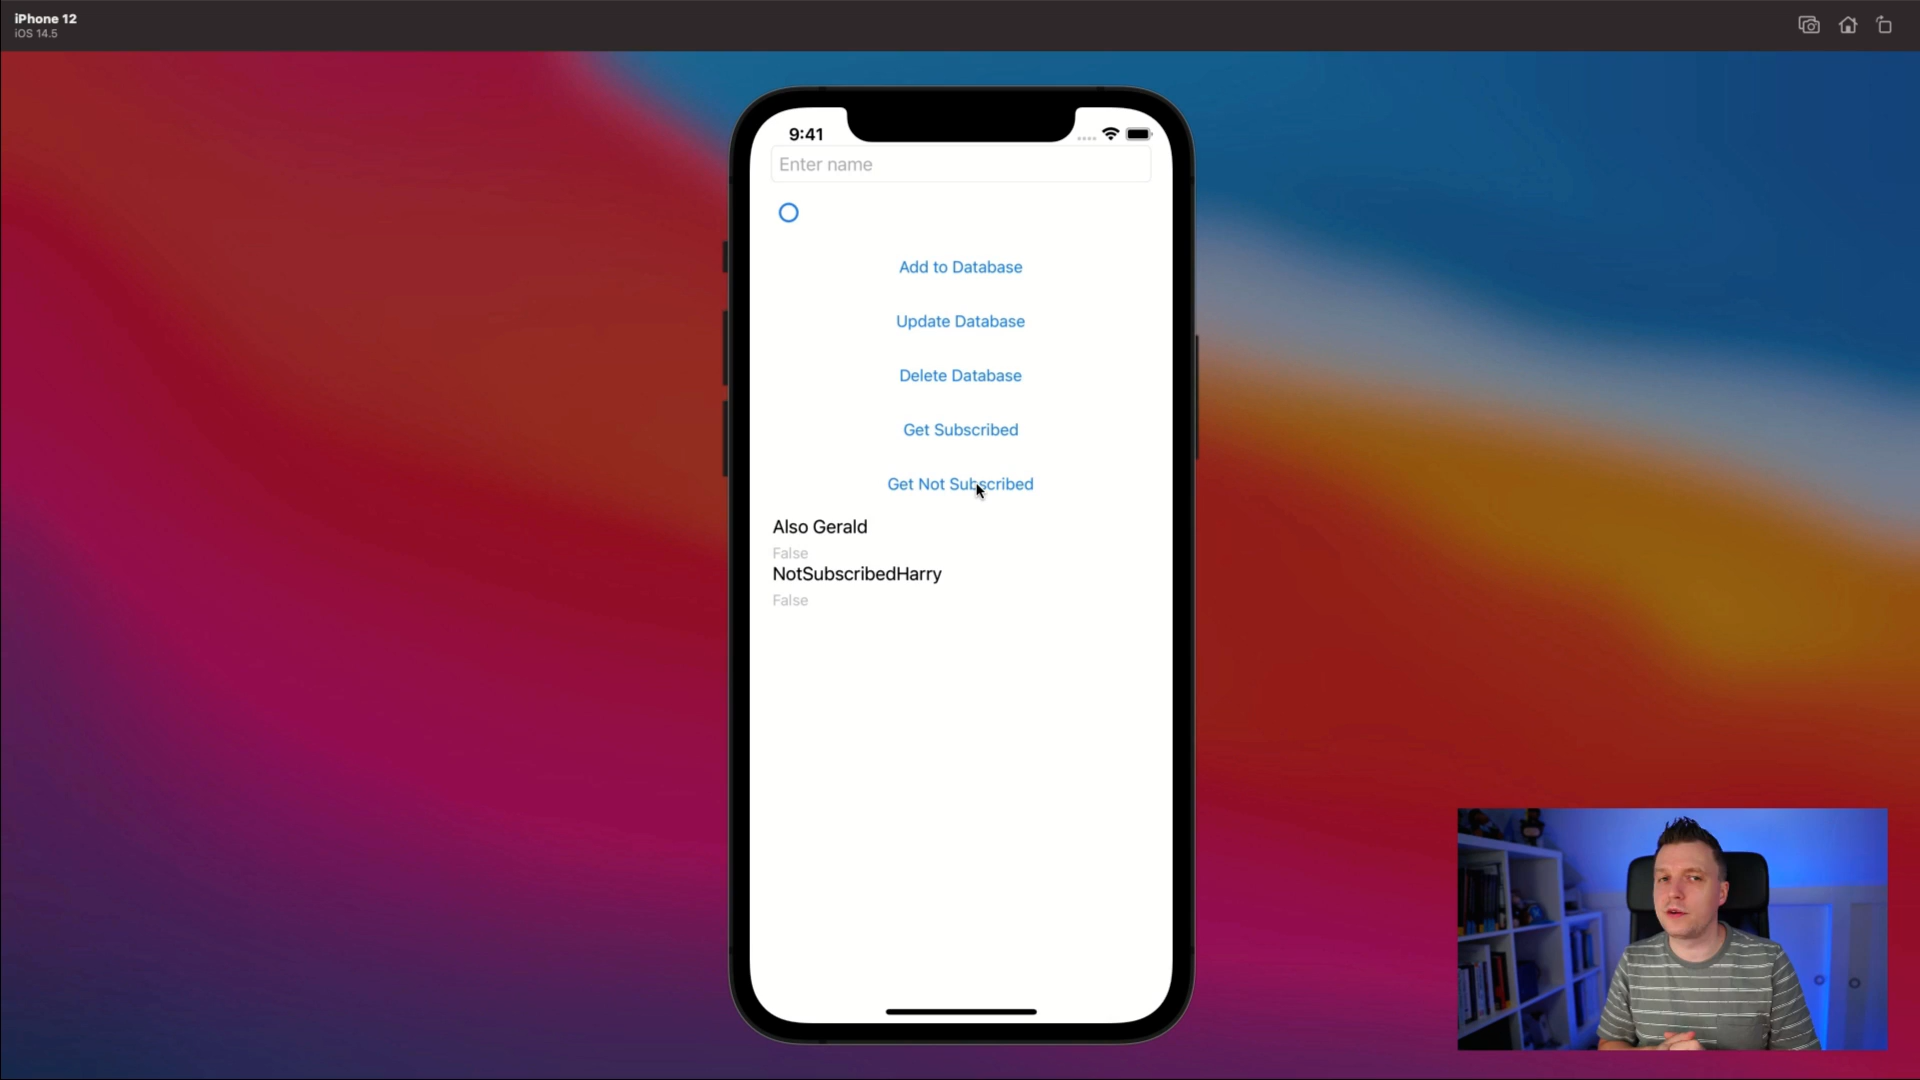 iPhone 12
iOS 14.5
9:41
Enter name
Add to Database
Update Database
Delete Database
Get Subscribed
Get Not Subscribed
Also Gerald
False
NotSubscribedHarry
False